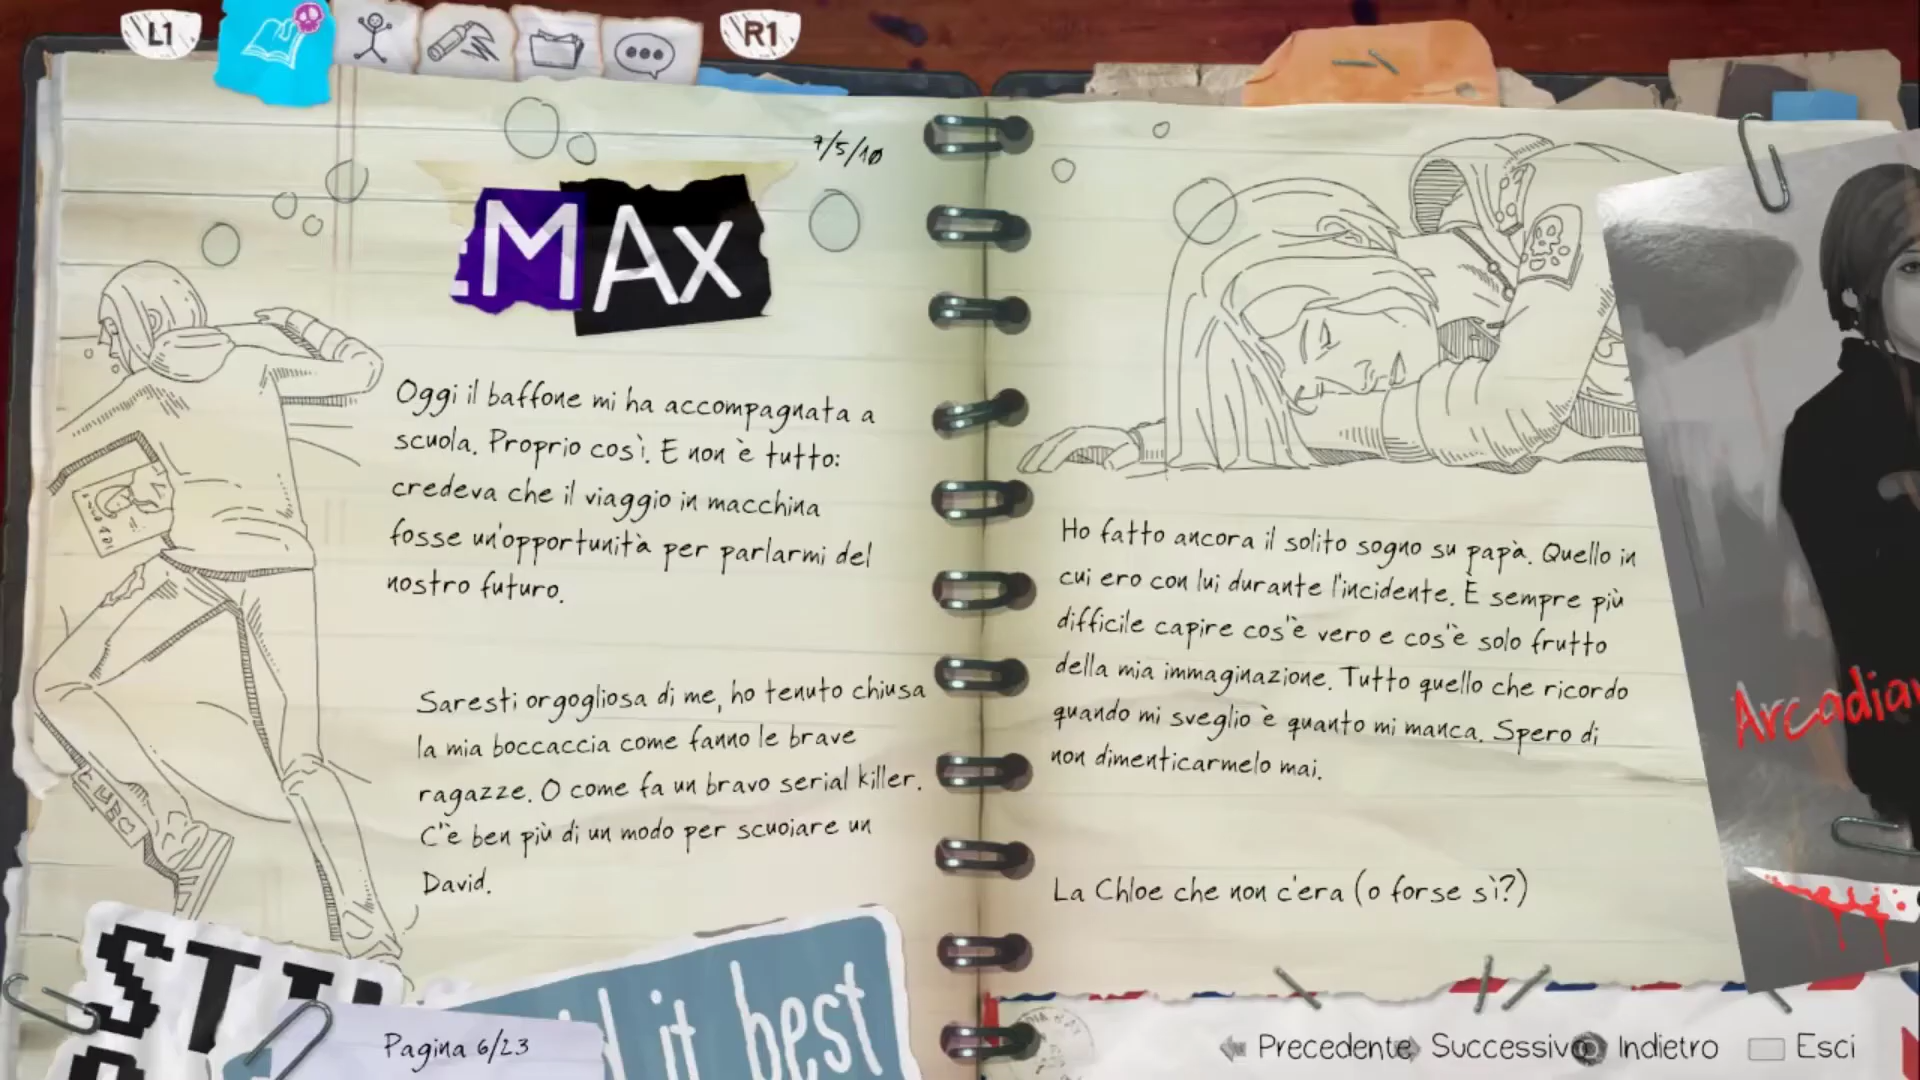 L1
R1
7/5/10
MAX
Oggi il baffone mi ha accompagnata a
scuola. Proprio così. E non è tutto:
credeva che il viaggio in macchina
fosse un'opportunità per parlarmi del
nostro futuro.
Saresti orgogliosa di me, ho tenuto chiusa
la mia boccaccia come fanno le brave
ragazze. O come fa un bravo serial killer.
C'è ben più di un modo per scuoiare un
David.
Ho fatto ancora il solito sogno su papà. Quello in
cui ero con lui durante l'incidente. È sempre più
difficile capire cos'è vero e cos'è solo frutto
della mia immaginazione. Tutto quello che ricordo
quando mi sveglio è quanto mi manca. Spero di
non dimenticarmelo mai.
La Chloe che non c'era (o forse sì?)
it best
Pagina 6/23
Precedente Successivo Indietro Esci